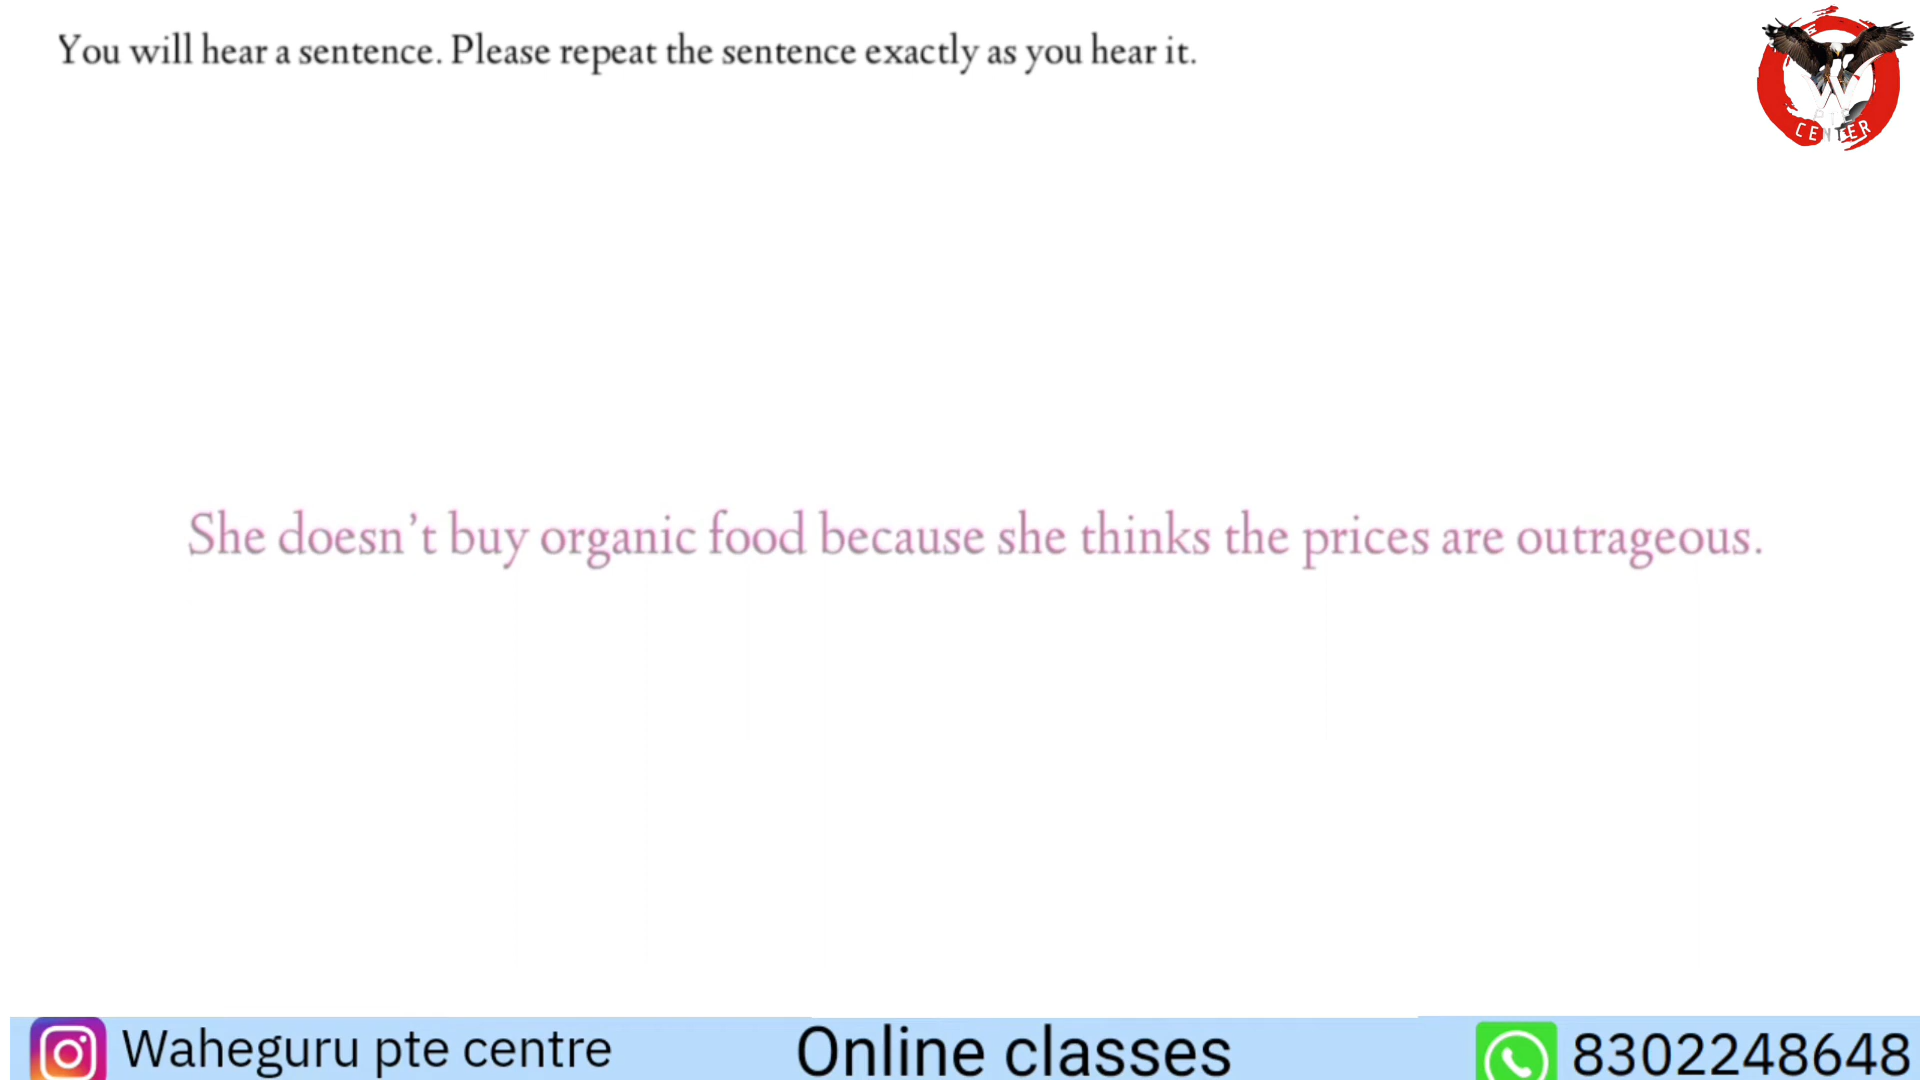 You will hear a sentence. Please repeat the sentence exactly as you hear it.
CENTER
She doesn't buy organic food because she thinks the prices are outrageous.
Waheguru pte centre
Online classes
8302248648